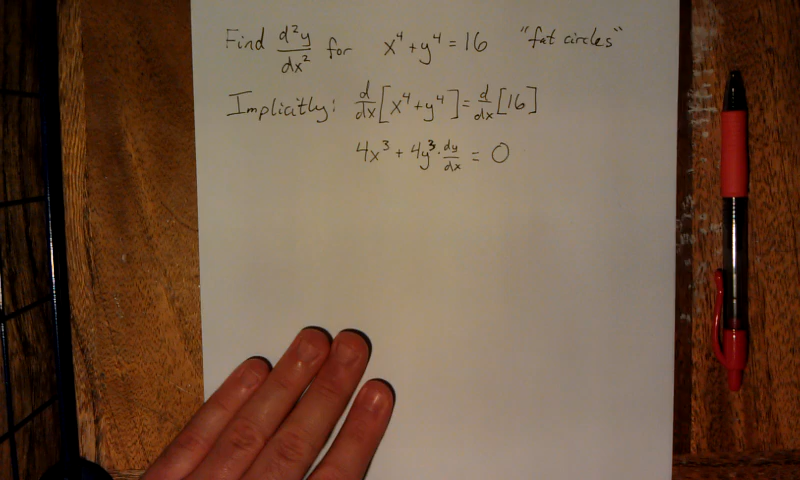 Find d²y/dx² for x⁴ + y⁴ = 16 "fat circles"
Implicitly: d/dx [x⁴ + y⁴] = d/dx [16]
4x³ + 4y³ · dy/dx = 0